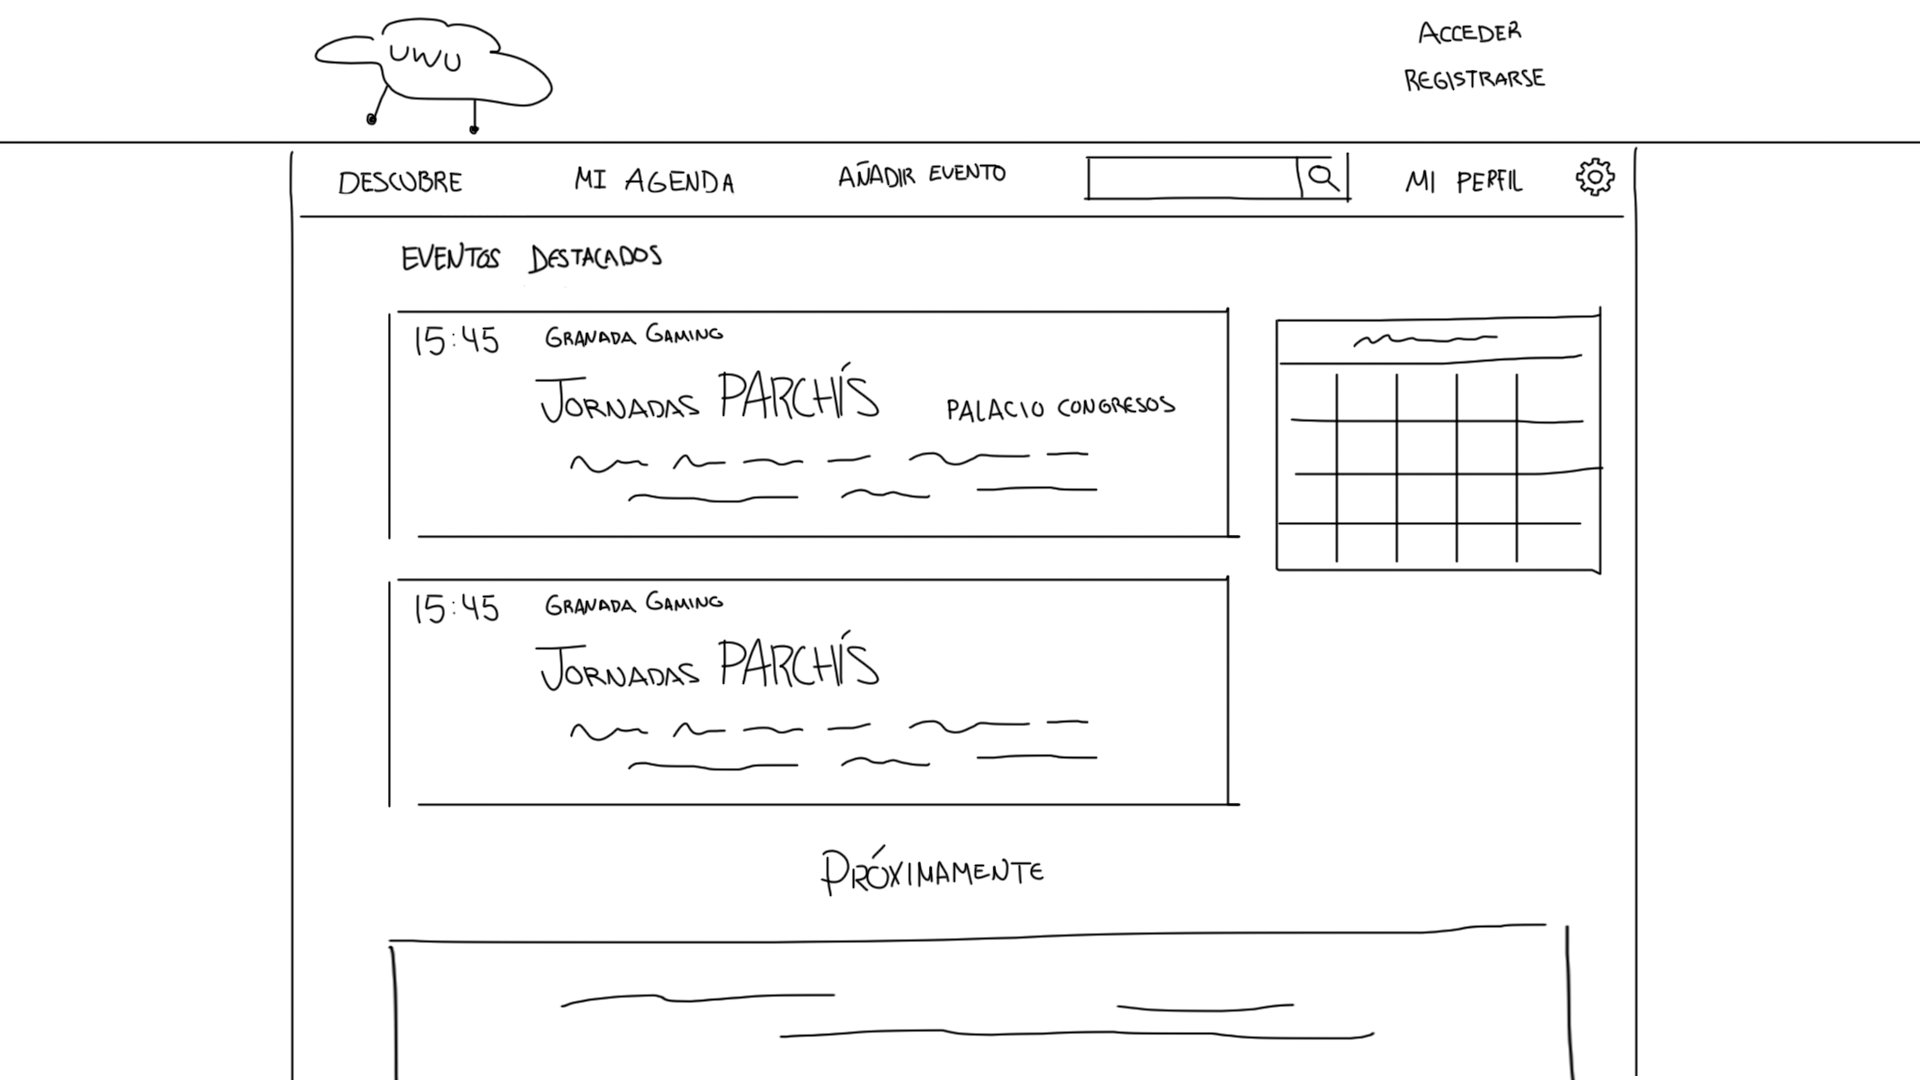 UWU
ACCEDER
REGISTRARSE
DESCUBRE
MI AGENDA
AÑADIR EVENTO
MI PERFIL
EVENTOS DESTACADOS
15:45
GRANADA GAMING
JORNADAS PARCHÍS
PALACIO CONGRESOS
15:45
GRANADA GAMING
JORNADAS PARCHÍS
PRÓXIMAMENTE